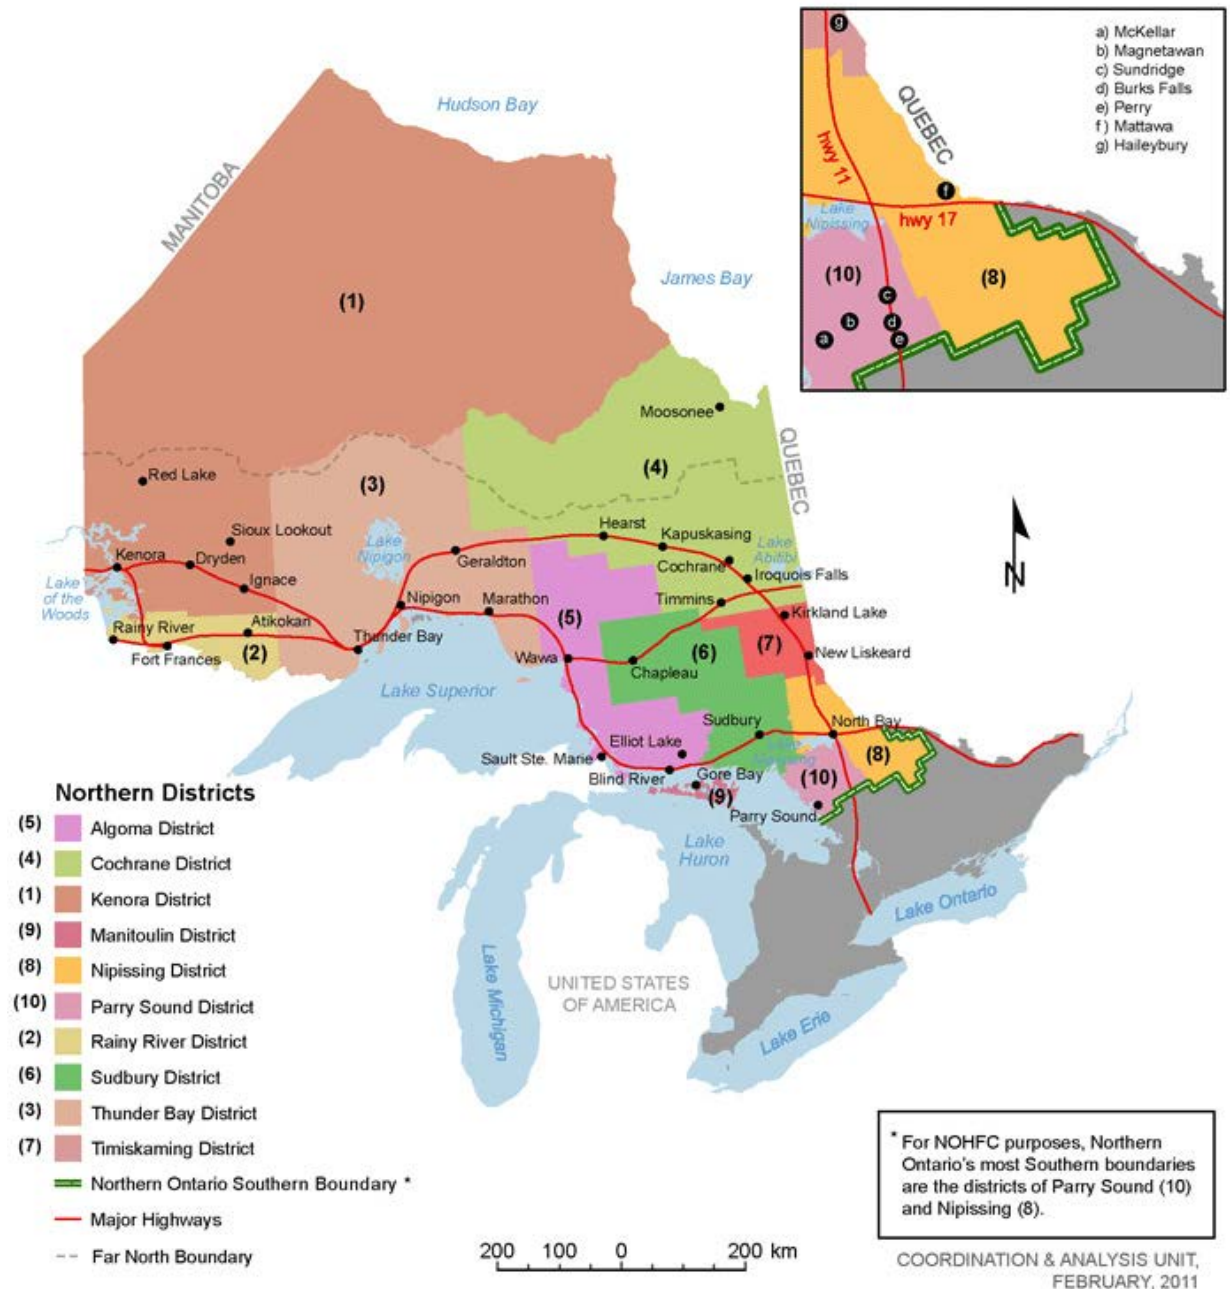 Hudson Bay
MANITOBA
James Bay
(1)
Moosonee
QUEBEC
(4)
Red Lake
(3)
Sioux Lookout
Lake
Nipigon
Hearst
Kapuskasing
Lake
Abitibi
Kenora
Dryden
Geraldton
Cochrane
Iroquois Falls
Lake
of the
Woods
Ignace
Nipigon
Marathon
Timmins
(5)
Kirkland Lake
Rainy River
Atikokan
Thunder Bay
(2)
Fort Frances
(6)
(7)
New Liskeard
Wawa
Chapleau
Lake Superior
Sudbury
North Bay
Elliot Lake
(8)
Sault Ste. Marie
Blind River
Gore Bay
(10)
(9)
Parry Sound
Lake
Huron
Lake Ontario
Lake Michigan
UNITED STATES
OF AMERICA
Lake Erie
g
a) McKellar
b) Magnetawan
c) Sundridge
d) Burks Falls
e) Perry
f) Mattawa
g) Haileybury
QUEBEC
hwy 11
f
Lake
Nipissing
hwy 17
(10)
(8)
c
b
d
a
e
N
Northern Districts
(5) Algoma District
(4) Cochrane District
(1) Kenora District
(9) Manitoulin District
(8) Nipissing District
(10) Parry Sound District
(2) Rainy River District
(6) Sudbury District
(3) Thunder Bay District
(7) Timiskaming District
Northern Ontario Southern Boundary *
Major Highways
Far North Boundary
200 100 0 200 km
* For NOHFC purposes, Northern
Ontario's most Southern boundaries
are the districts of Parry Sound (10)
and Nipissing (8).
COORDINATION & ANALYSIS UNIT,
FEBRUARY, 2011